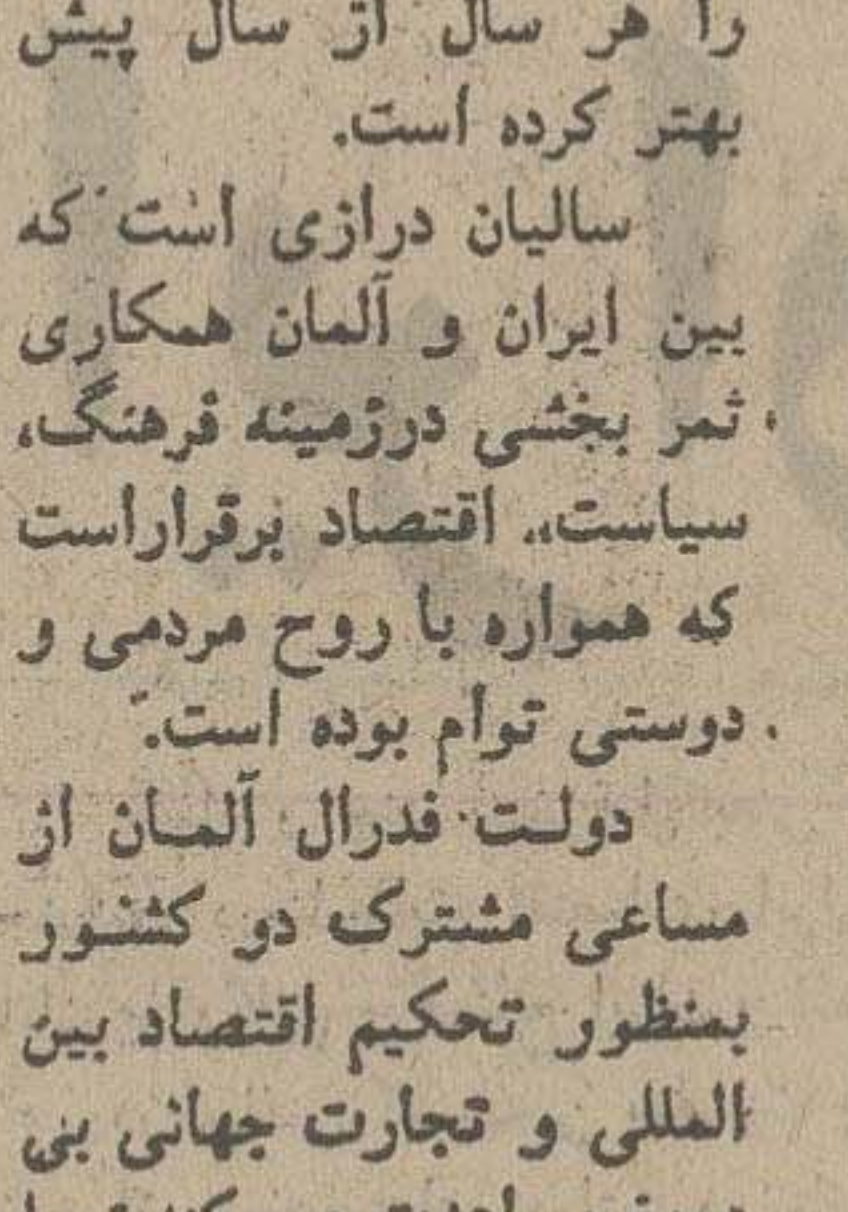 را هر سال از سال پیش
بهتر کرده است.
سالیان درازی است که
بین ایران و آلمان همکاری
ثمر بخشی درزمینه فرهنگ،
سیاست،. اقتصاد برقراراست
که همواره با روح مردمی و
دوستی توأم بوده است.
دولت فدرال آلمان از
مساعی مشترک دو کشور
بمنظور تحکیم اقتصاد بین
المللی و تجارت جهانی بی